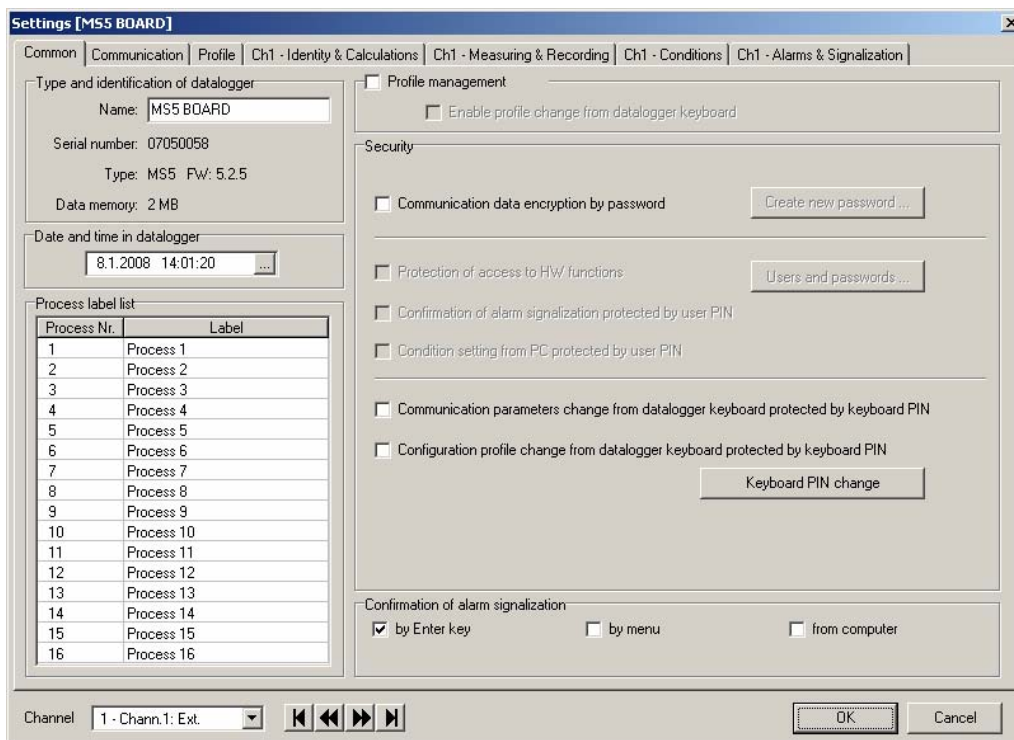 Settings [MS5 BOARD]
Common Communication Profile Ch1 - Identity & Calculations Ch1 - Measuring & Recording Ch1 - Conditions Ch1 - Alarms & Signalization
Type and identification of datalogger
Name: MS5 BOARD
Serial number: 07050058
Type: MS5 FW: 5.2.5
Data memory: 2 MB
Date and time in datalogger
8.1.2008 14:01:20 ...
Process label list
Process Nr. Label
1 Process 1
2 Process 2
3 Process 3
4 Process 4
5 Process 5
6 Process 6
7 Process 7
8 Process 8
9 Process 9
10 Process 10
11 Process 11
12 Process 12
13 Process 13
14 Process 14
15 Process 15
16 Process 16
Profile management
Enable profile change from datalogger keyboard
Security
Communication data encryption by password Create new password ...
Protection of access to HW functions Users and passwords ...
Confirmation of alarm signalization protected by user PIN
Condition setting from PC protected by user PIN
Communication parameters change from datalogger keyboard protected by keyboard PIN
Configuration profile change from datalogger keyboard protected by keyboard PIN
Keyboard PIN change
Confirmation of alarm signalization
by Enter key by menu from computer
Channel 1 - Chann.1: Ext. OK Cancel